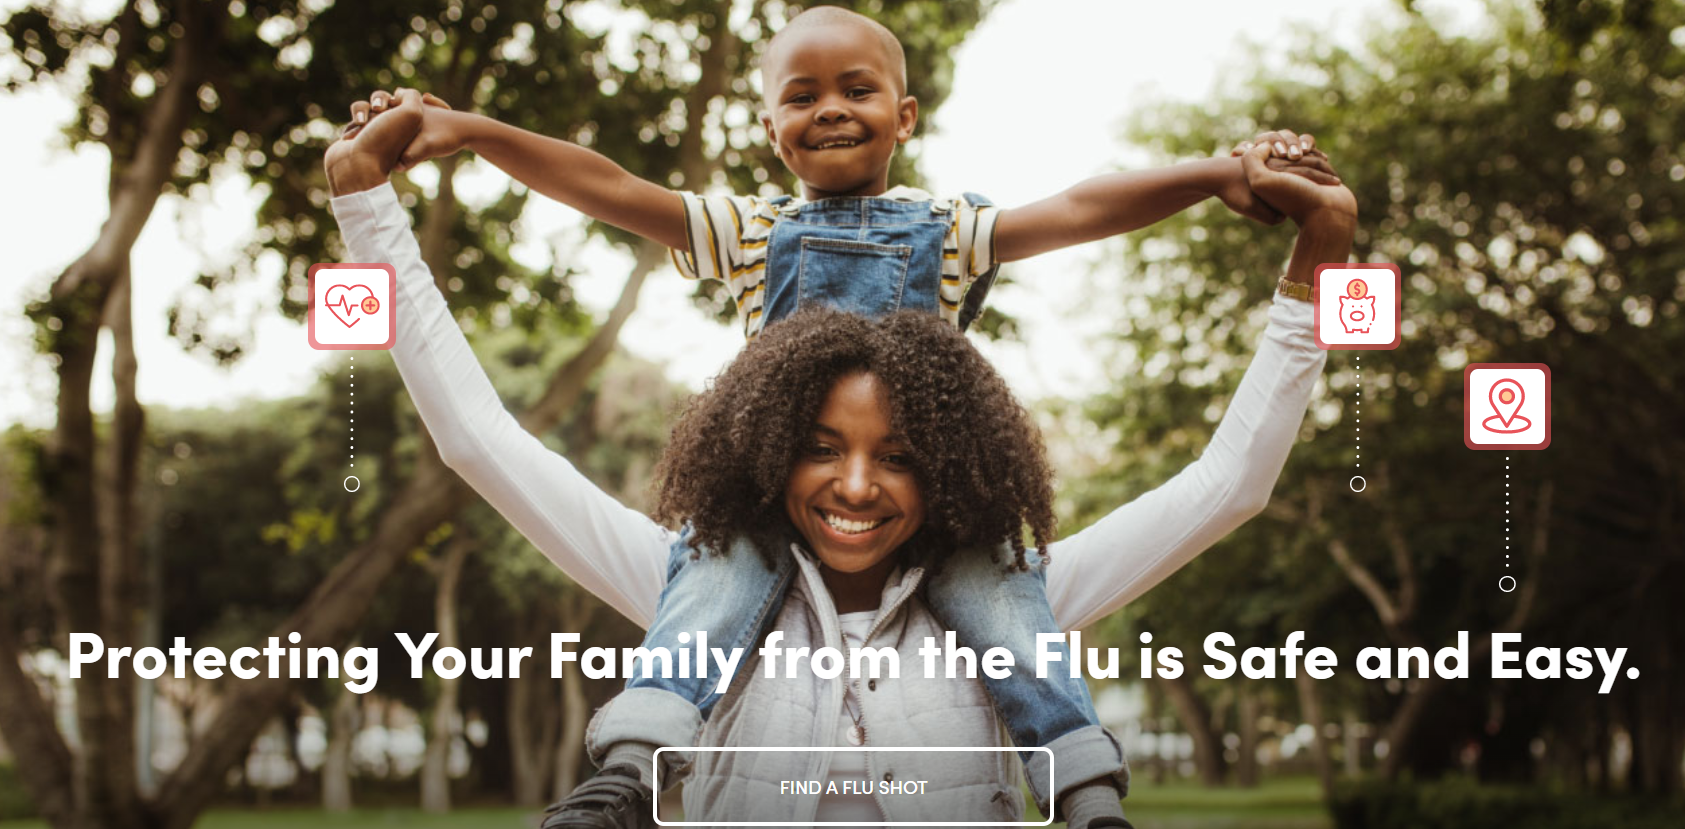 $
Protecting Your Family from the Flu is Safe and Easy.
FIND A FLU SHOT